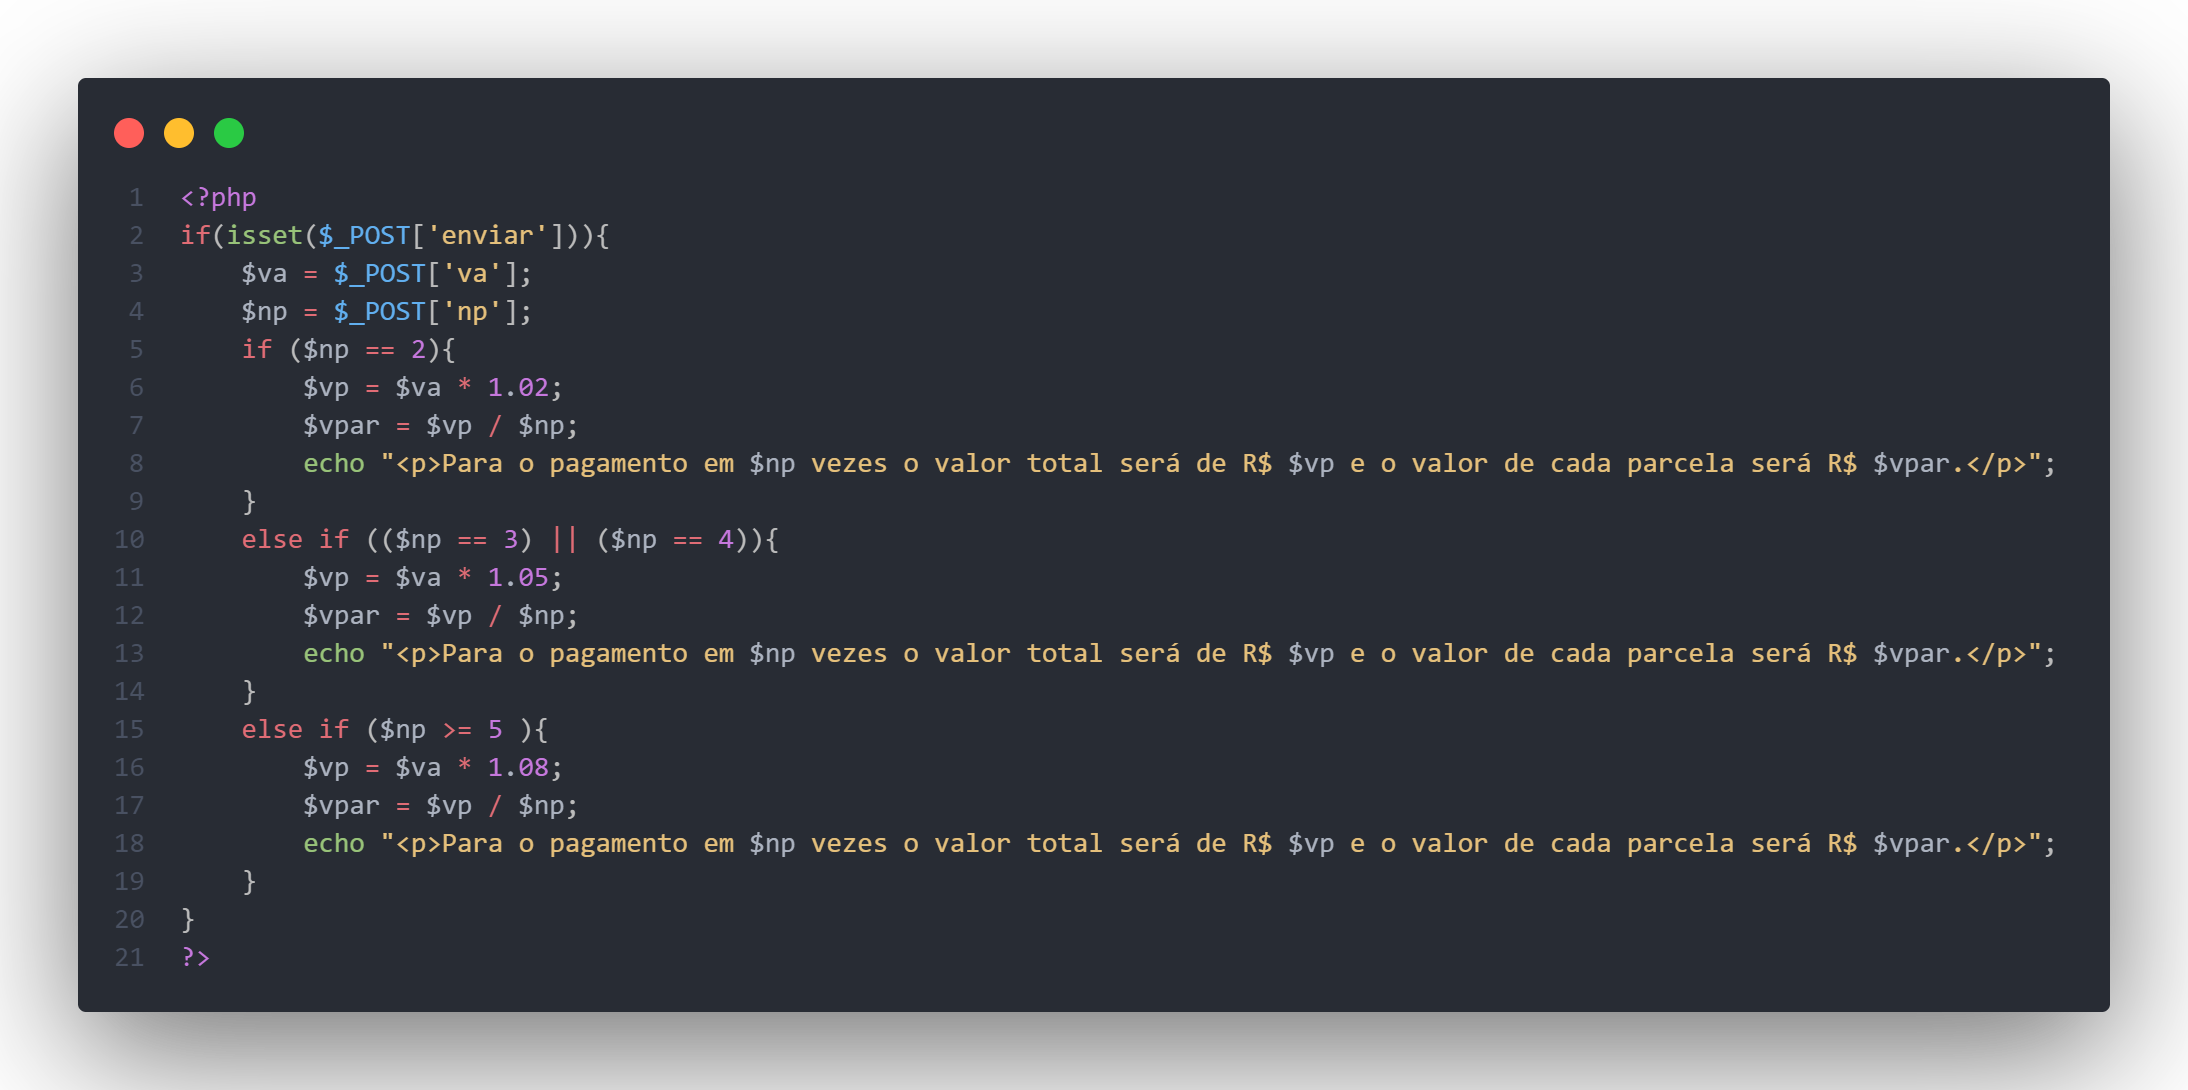 1 <?php
2 if(isset($_POST['enviar'])){
3     $va = $_POST['va'];
4     $np = $_POST['np'];
5     if ($np == 2){
6         $vp = $va * 1.02;
7         $vpar = $vp / $np;
8         echo "<p>Para o pagamento em $np vezes o valor total será de R$ $vp e o valor de cada parcela será R$ $vpar.</p>";
9     }
10     else if (($np == 3) || ($np == 4)){
11         $vp = $va * 1.05;
12         $vpar = $vp / $np;
13         echo "<p>Para o pagamento em $np vezes o valor total será de R$ $vp e o valor de cada parcela será R$ $vpar.</p>";
14     }
15     else if ($np >= 5 ){
16         $vp = $va * 1.08;
17         $vpar = $vp / $np;
18         echo "<p>Para o pagamento em $np vezes o valor total será de R$ $vp e o valor de cada parcela será R$ $vpar.</p>";
19     }
20 }
21 ?>